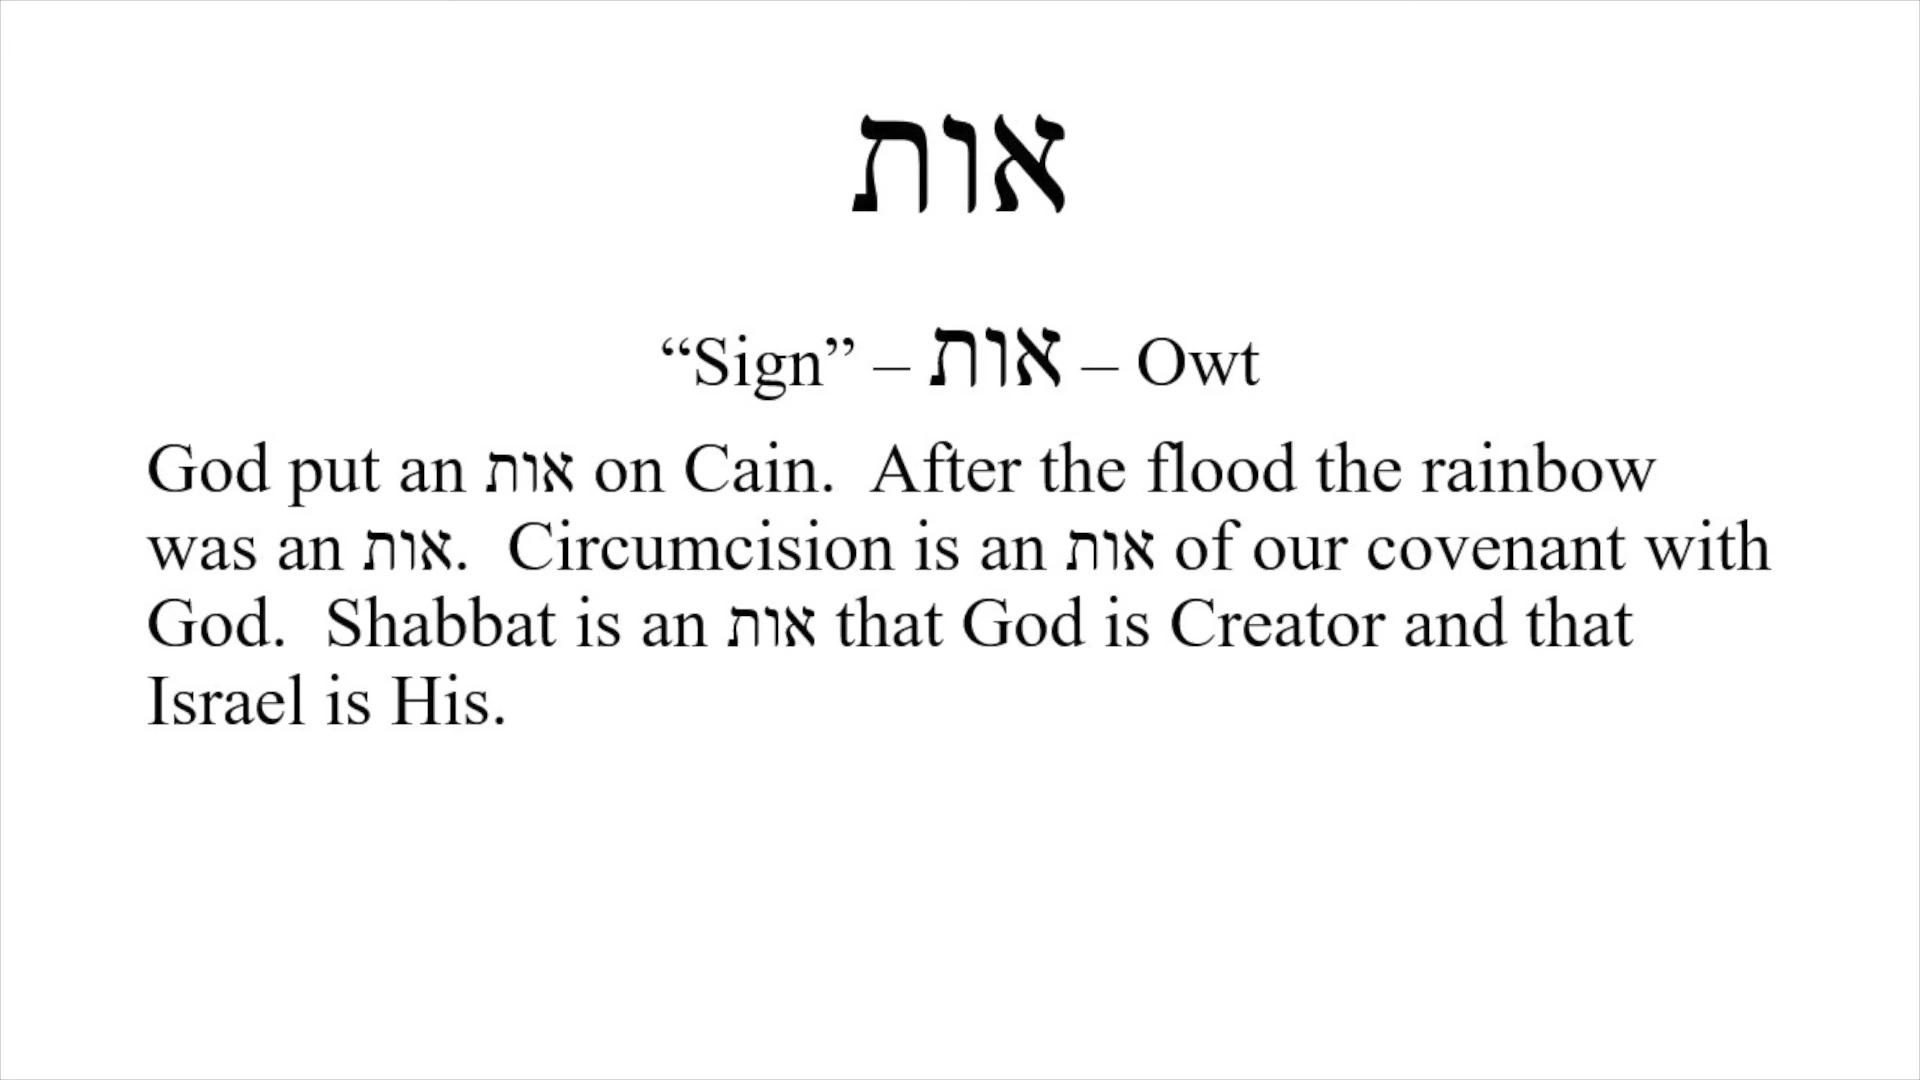 אות
“Sign” – אות – Owt
God put an אות on Cain.  After the flood the rainbow
was an אות.  Circumcision is an אות of our covenant with
God.  Shabbat is an אות that God is Creator and that
Israel is His.